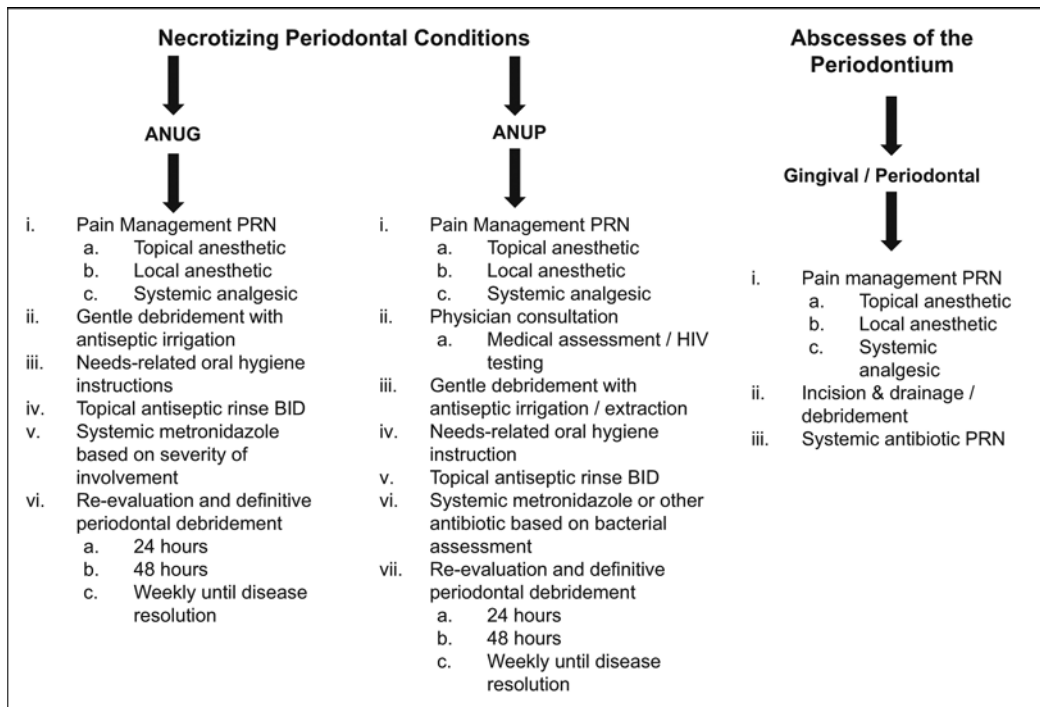 Necrotizing Periodontal Conditions
ANUG
i. Pain Management PRN
a. Topical anesthetic
b. Local anesthetic
c. Systemic analgesic
ii. Gentle debridement with
antiseptic irrigation
iii. Needs-related oral hygiene
instructions
iv. Topical antiseptic rinse BID
v. Systemic metronidazole
based on severity of
involvement
vi. Re-evaluation and definitive
periodontal debridement
a. 24 hours
b. 48 hours
c. Weekly until disease
resolution
ANUP
i. Pain Management PRN
a. Topical anesthetic
b. Local anesthetic
c. Systemic analgesic
ii. Physician consultation
a. Medical assessment / HIV
testing
iii. Gentle debridement with
antiseptic irrigation / extraction
iv. Needs-related oral hygiene
instruction
v. Topical antiseptic rinse BID
vi. Systemic metronidazole or other
antibiotic based on bacterial
assessment
vii. Re-evaluation and definitive
periodontal debridement
a. 24 hours
b. 48 hours
c. Weekly until disease
resolution
Abscesses of the
Periodontium
Gingival / Periodontal
i. Pain management PRN
a. Topical anesthetic
b. Local anesthetic
c. Systemic
analgesic
ii. Incision & drainage /
debridement
iii. Systemic antibiotic PRN